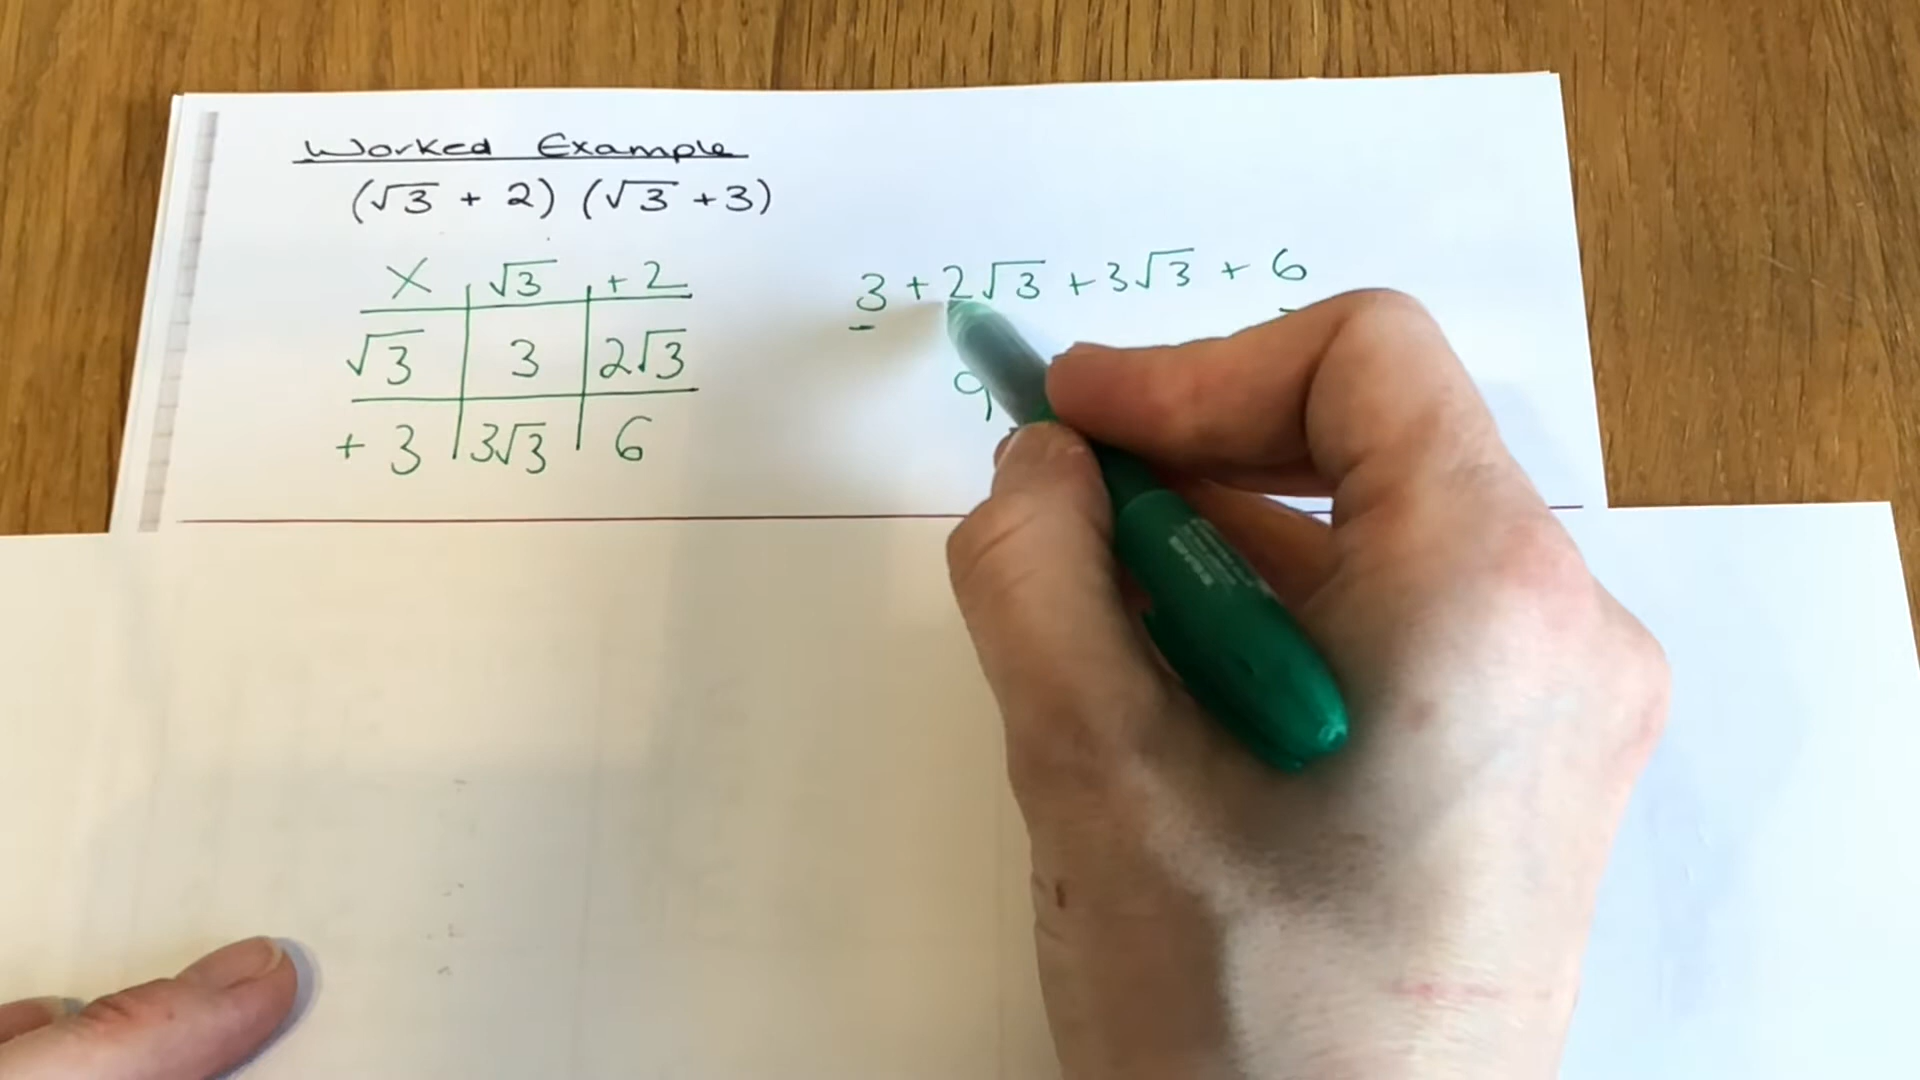 Worked Example
(√3 + 2) (√3 + 3)
X √3 + 2
√3 3 2√3
+ 3 3√3 6
3 + 2√3 + 3√3 + 6
9